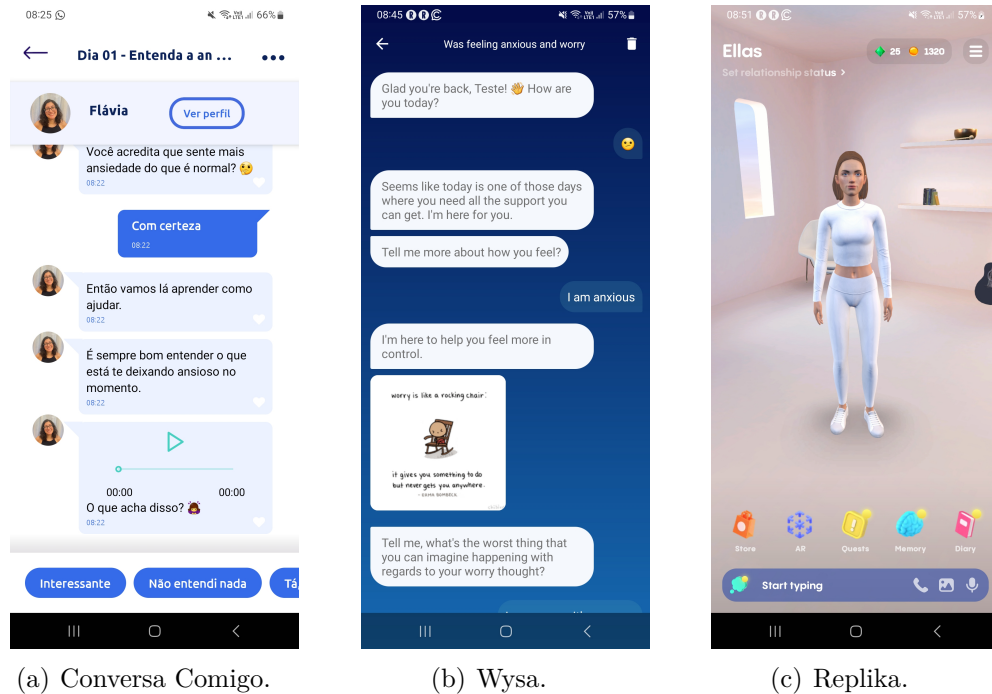 08:25 66%
Dia 01 - Entenda a an ...
Flávia
Ver perfil
Você acredita que sente mais
ansiedade do que é normal? 🤔
08:22
Com certeza
08:22
Então vamos lá aprender como
ajudar.
08:22
É sempre bom entender o que
está te deixando ansioso no
momento.
08:22
00:00 00:00
O que acha disso? 🙇🏾‍♀️
08:22
Interessante Não entendi nada Tá,
(a) Conversa Comigo.
08:45 57%
Was feeling anxious and worry
Glad you're back, Teste! 👋 How are
you today?
😕
Seems like today is one of those days
where you need all the support you
can get. I'm here for you.
Tell me more about how you feel?
I am anxious
I'm here to help you feel more in
control.
worry is like a rocking chair:
it gives you something to do
but never gets you anywhere.
- ERMA BOMBECK
Tell me, what's the worst thing that
you can imagine happening with
regards to your worry thought?
(b) Wysa.
08:51 57%
Ellas
25 1320
Set relationship status >
Store AR Quests Memory Diary
Start typing
(c) Replika.